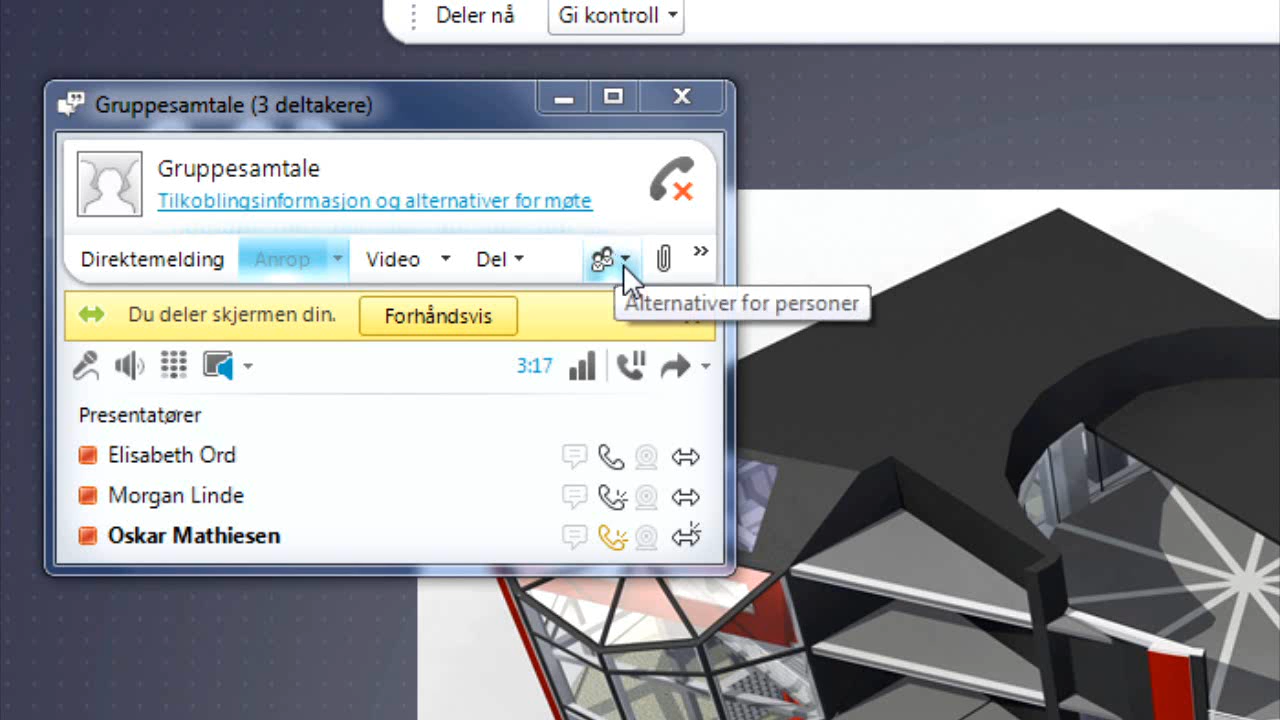 Deler nå Gi kontroll
Gruppesamtale (3 deltakere)
Gruppesamtale
Tilkoblingsinformasjon og alternativer for møte
Direktemelding Anrop Video Del
Alternativer for personer
Du deler skjermen din. Forhåndsvis
3:17
Presentatører
Elisabeth Ord
Morgan Linde
Oskar Mathiesen